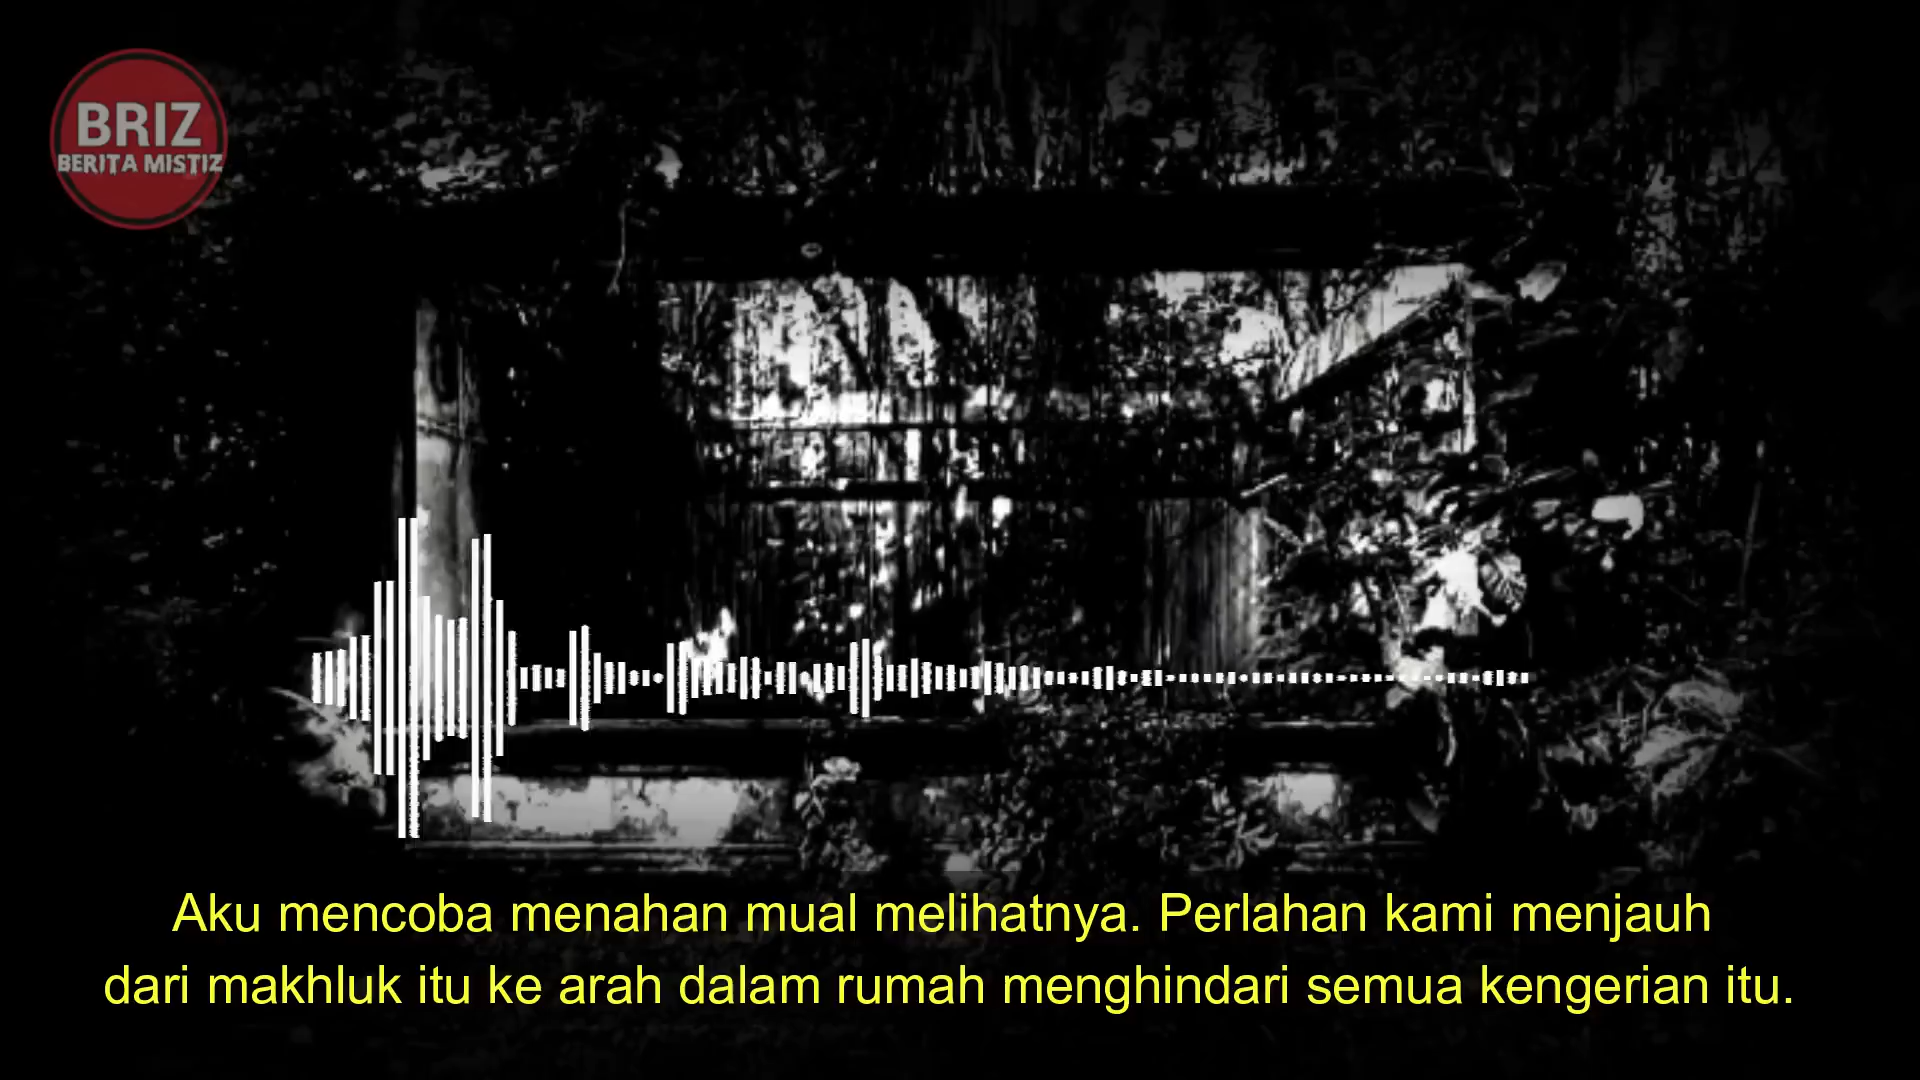 BRIZ
BERITA MISTIZ
Aku mencoba menahan mual melihatnya. Perlahan kami menjauh
dari makhluk itu ke arah dalam rumah menghindari semua kengerian itu.